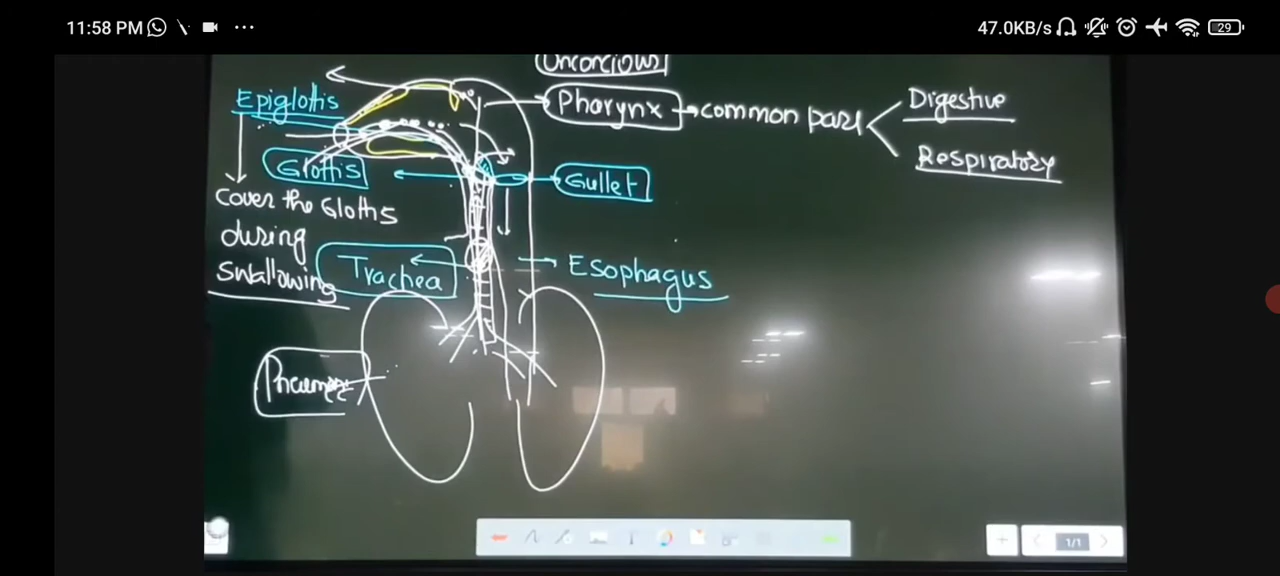 11:58 PM
47.0KB/s
29
Unconcious
Epiglottis
Pharynx → common part
Digestive
Respiratory
Glottis
Gullet
Cover the Glottis
during
swallowing
Trachea
Esophagus
1/1